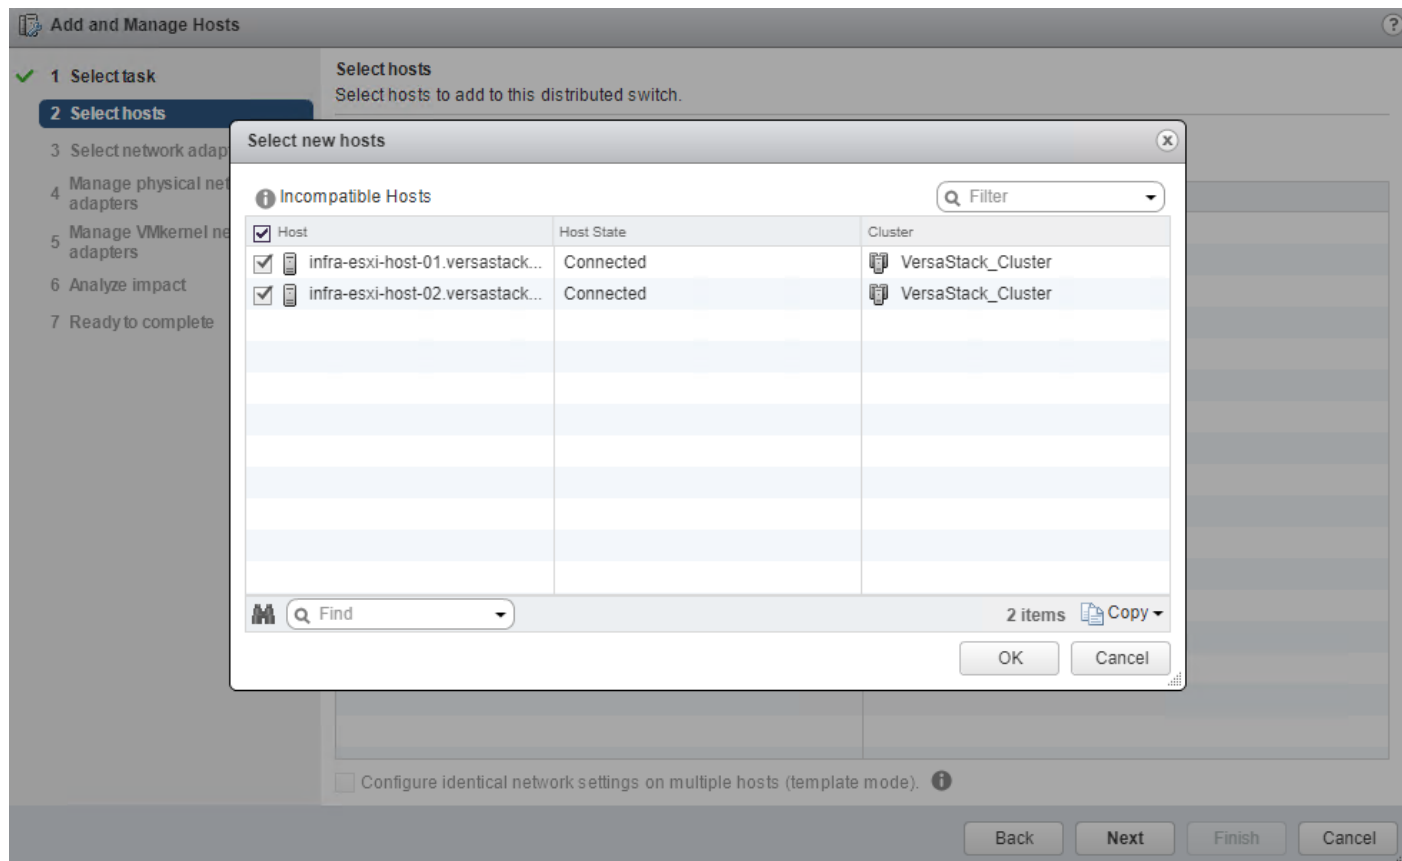 Add and Manage Hosts
?
1 Select task
2 Select hosts
3 Select network adap
4 Manage physical net
adapters
5 Manage VMkernel ne
adapters
6 Analyze impact
7 Ready to complete
Select hosts
Select hosts to add to this distributed switch.
Select new hosts
x
Incompatible Hosts
Filter
Host Host State Cluster
infra-esxi-host-01.versastack... Connected VersaStack_Cluster
infra-esxi-host-02.versastack... Connected VersaStack_Cluster
Find
2 items Copy
OK Cancel
Configure identical network settings on multiple hosts (template mode).
Back Next Finish Cancel